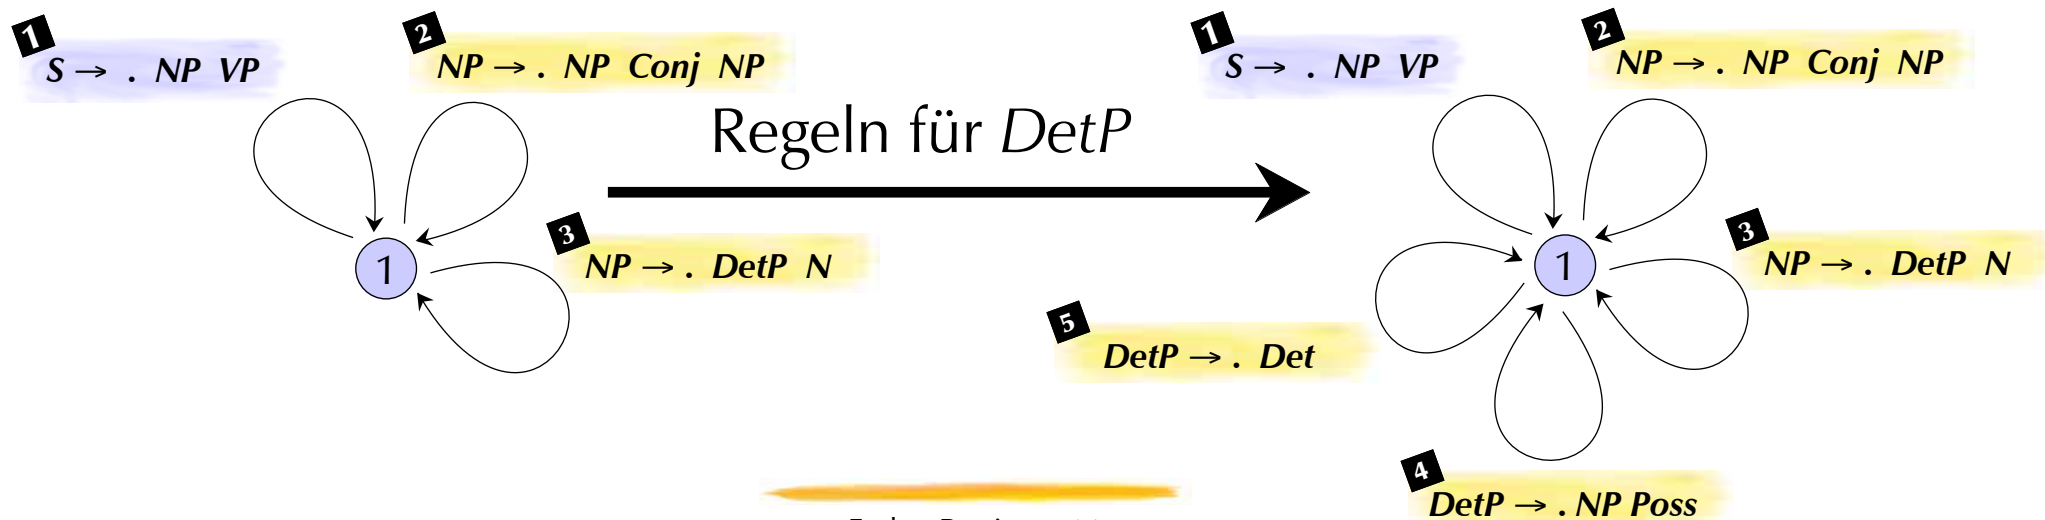 1
S → . NP VP
2
NP → . NP Conj NP
3
NP → . DetP N
1
Regeln für DetP
1
S → . NP VP
2
NP → . NP Conj NP
3
NP → . DetP N
1
5
DetP → . Det
4
DetP → . NP Poss